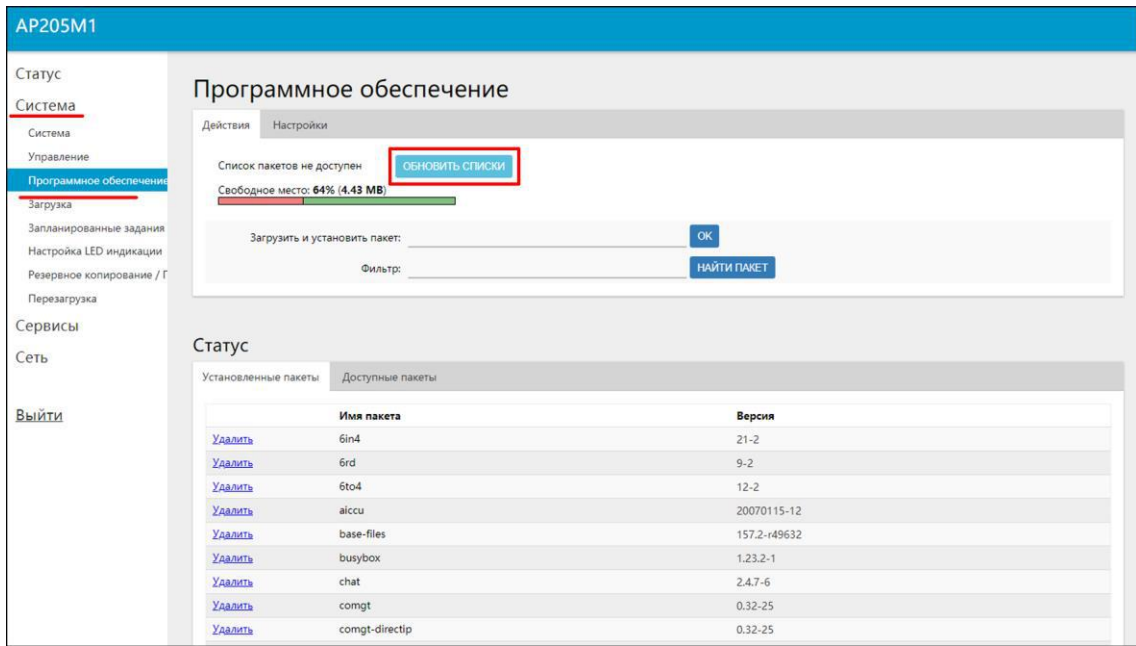 AP205M1
Статус
Система
Система
Управление
Программное обеспечение
Загрузка
Запланированные задания
Настройка LED индикации
Резервное копирование / П
Перезагрузка
Сервисы
Сеть
Выйти
Программное обеспечение
Действия Настройки
Список пакетов не доступен ОБНОВИТЬ СПИСКИ
Свободное место: 64% (4.43 MB)
Загрузить и установить пакет: OK
Фильтр: НАЙТИ ПАКЕТ
Статус
Установленные пакеты Доступные пакеты
Имя пакета Версия
Удалить 6in4 21-2
Удалить 6rd 9-2
Удалить 6to4 12-2
Удалить aiccu 20070115-12
Удалить base-files 157.2-r49632
Удалить busybox 1.23.2-1
Удалить chat 2.4.7-6
Удалить comgt 0.32-25
Удалить comgt-directip 0.32-25